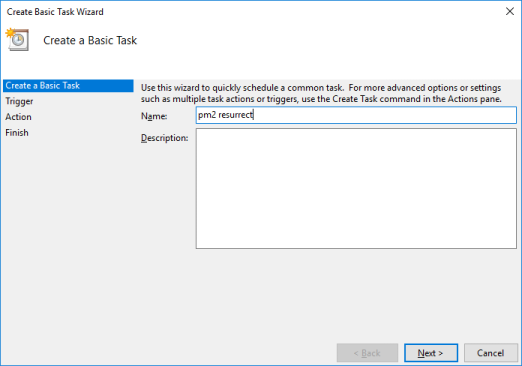 Create Basic Task Wizard
Create a Basic Task
Create a Basic Task
Trigger
Action
Finish
Use this wizard to quickly schedule a common task. For more advanced options or settings
such as multiple task actions or triggers, use the Create Task command in the Actions pane.
Name:
pm2 resurrect
Description:
< Back
Next >
Cancel